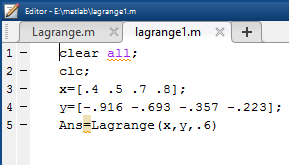 Editor - E:\matlab\lagrange1.m
Lagrange.m × lagrange1.m × +
1 - clear all;
2 - clc;
3 - x=[.4 .5 .7 .8];
4 - y=[-.916 -.693 -.357 -.223];
5 - Ans=Lagrange(x,y,.6)